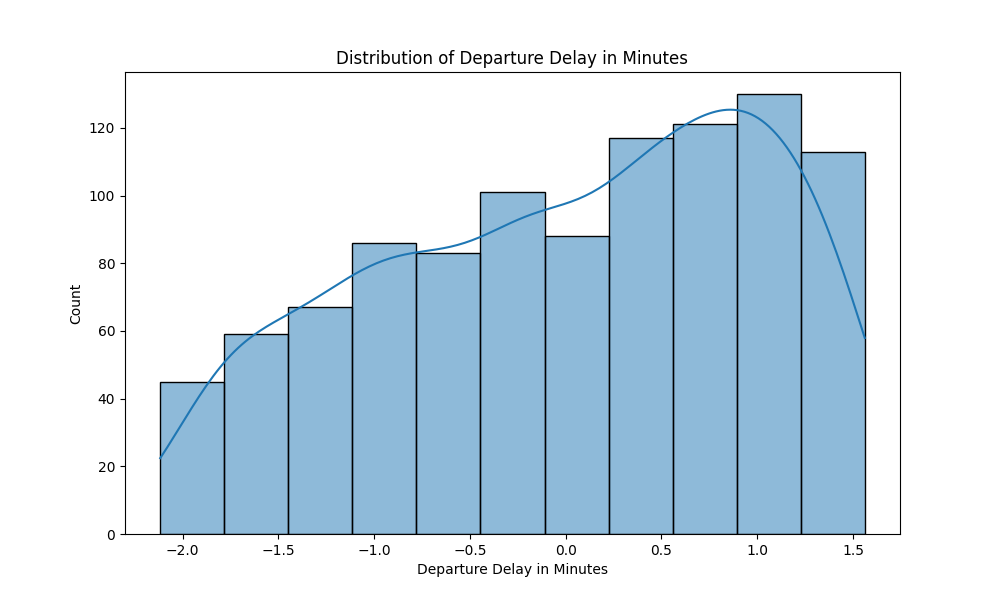 Distribution of Departure Delay in Minutes
Count
120
100
80
60
40
20
0
−2.0 −1.5 −1.0 −0.5 0.0 0.5 1.0 1.5
Departure Delay in Minutes